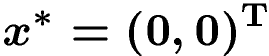 x* = (0, 0)ᵀ